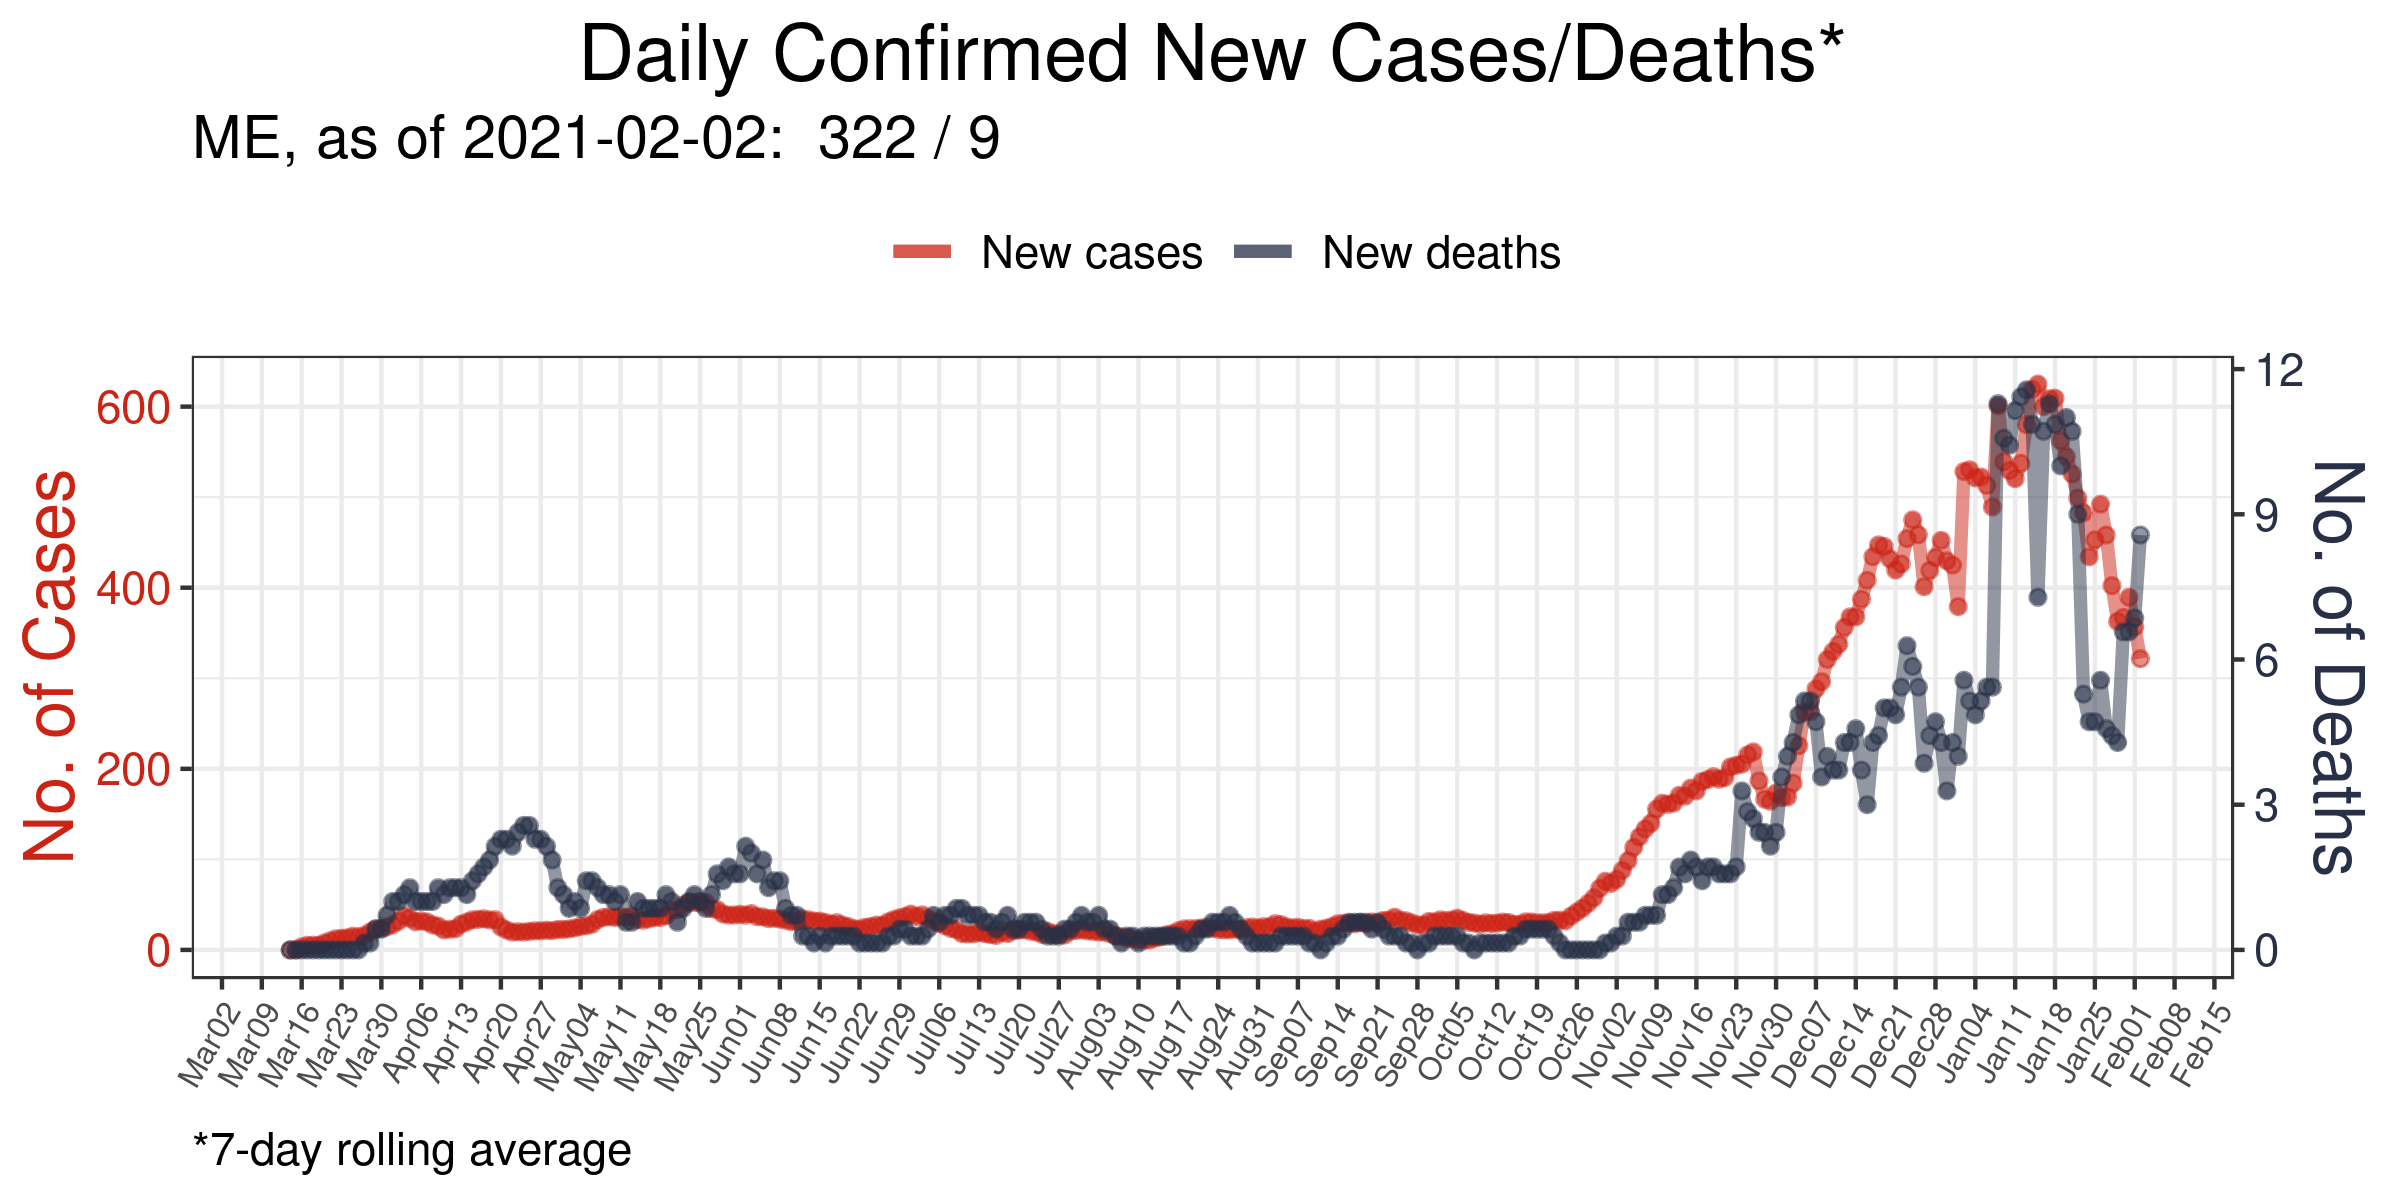 Daily Confirmed New Cases/Deaths*
ME, as of 2021-02-02:  322 / 9
New cases
New deaths
No. of Cases
600
400
200
0
12
9
6
3
0
No. of Deaths
Mar02
Mar09
Mar16
Mar23
Mar30
Apr06
Apr13
Apr20
Apr27
May04
May11
May18
May25
Jun01
Jun08
Jun15
Jun22
Jun29
Jul06
Jul13
Jul20
Jul27
Aug03
Aug10
Aug17
Aug24
Aug31
Sep07
Sep14
Sep21
Sep28
Oct05
Oct12
Oct19
Oct26
Nov02
Nov09
Nov16
Nov23
Nov30
Dec07
Dec14
Dec21
Dec28
Jan04
Jan11
Jan18
Jan25
Feb01
Feb08
Feb15
*7-day rolling average